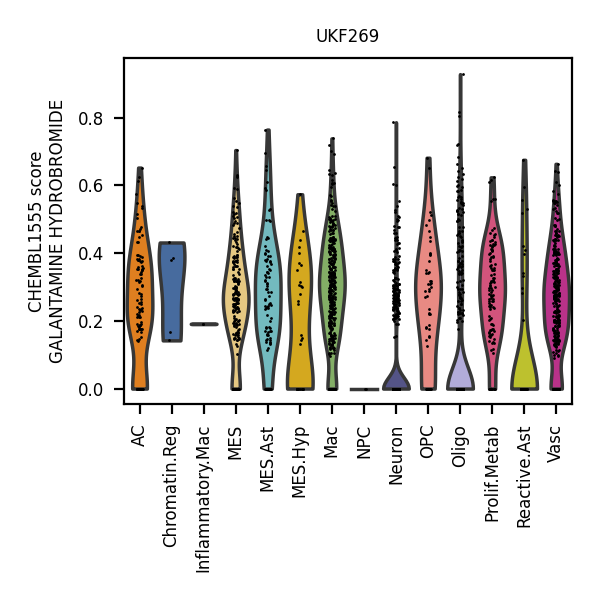 UKF269
CHEMBL1555 score
GALANTAMINE HYDROBROMIDE
0.8
0.6
0.4
0.2
0.0
AC
Chromatin.Reg
Inflammatory.Mac
MES
MES.Ast
MES.Hyp
Mac
NPC
Neuron
OPC
Oligo
Prolif.Metab
Reactive.Ast
Vasc